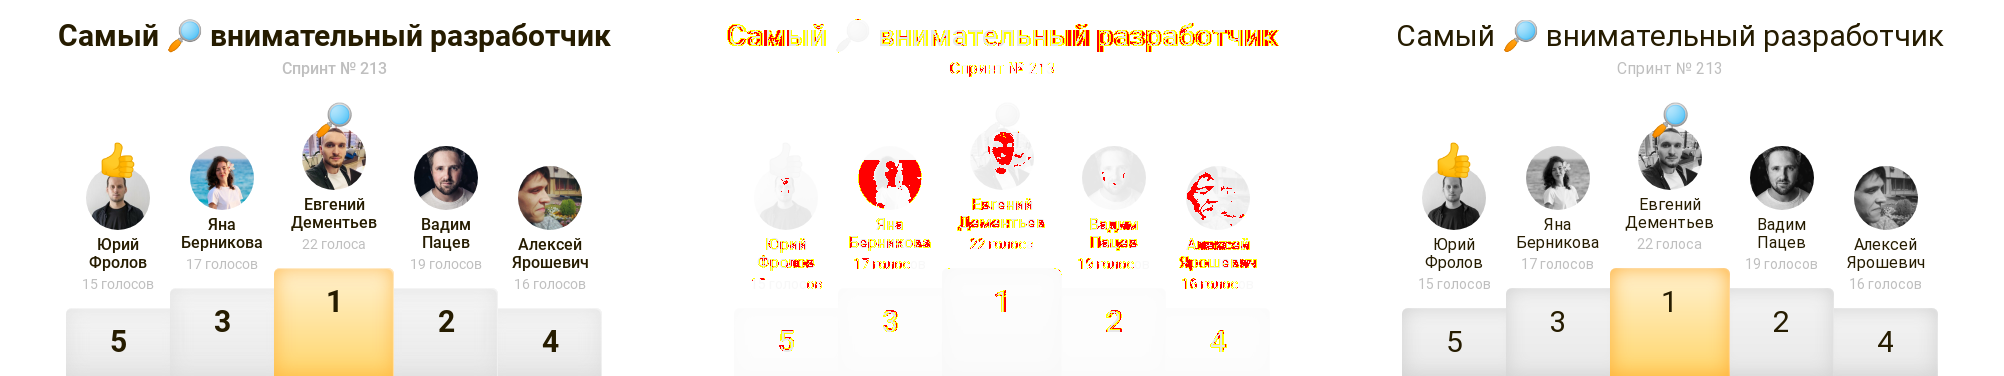 Самый 🔎 внимательный разработчик
Спринт № 213
Евгений
Дементьев
22 голоса
Яна
Берникова
17 голосов
Вадим
Пацев
19 голосов
Юрий
Фролов
15 голосов
Алексей
Ярошевич
16 голосов
1
3
2
5
4
Самый внимательный разработчик
Спринт № 213
Евгений
Дементьев
22 голоса
Яна
Берникова
17 голосов
Вадим
Пацев
19 голосов
Юрий
Фролов
Алексей
Ярошевич
16 голосов
1
3
2
5
4
Самый 🔎 внимательный разработчик
Спринт № 213
Евгений
Дементьев
22 голоса
Яна
Берникова
17 голосов
Вадим
Пацев
19 голосов
Юрий
Фролов
15 голосов
Алексей
Ярошевич
16 голосов
1
3
2
5
4